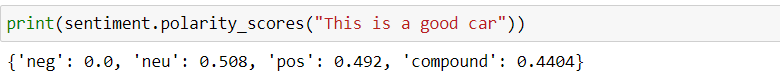 print(sentiment.polarity_scores("This is a good car"))
{'neg': 0.0, 'neu': 0.508, 'pos': 0.492, 'compound': 0.4404}